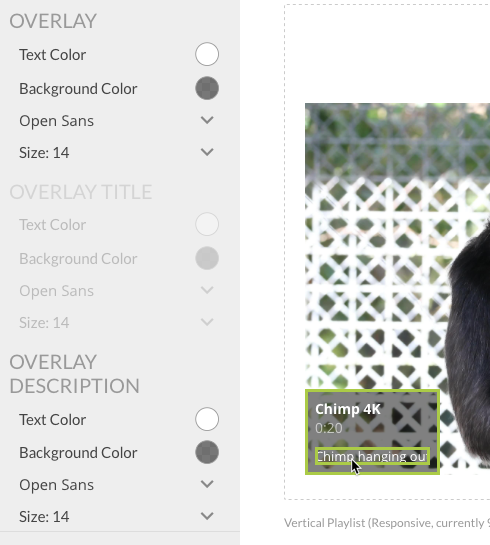 OVERLAY
Text Color
Background Color
Open Sans
Size: 14
OVERLAY TITLE
Text Color
Background Color
Open Sans
Size: 14
OVERLAY
DESCRIPTION
Text Color
Background Color
Open Sans
Size: 14
Chimp 4K
0:20
Chimp hanging ou
Vertical Playlist (Responsive, currently 9